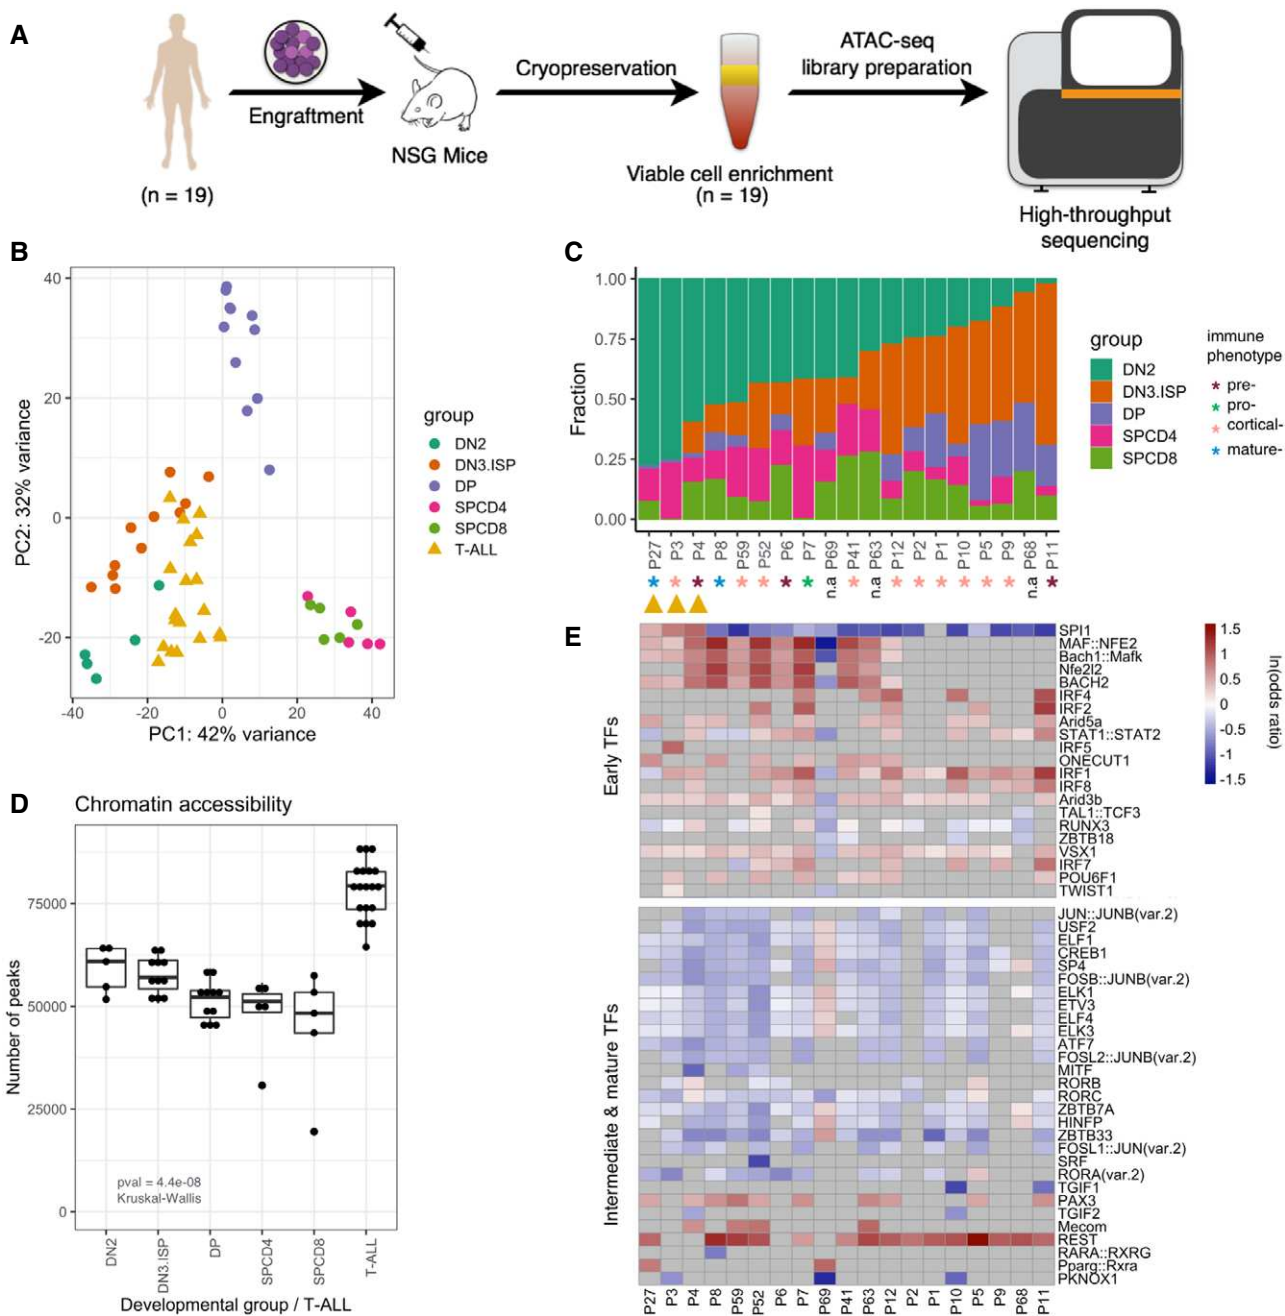 A
Engraftment
NSG Mice
Cryopreservation
ATAC-seq
library preparation
Viable cell enrichment
(n = 19)
(n = 19)
High-throughput
sequencing
B
40
20
0
-20
-40
-20
0
20
40
PC2: 32% variance
PC1: 42% variance
group
DN2
DN3.ISP
DP
SPCD4
SPCD8
T-ALL
C
1.00
0.75
0.50
0.25
0.00
Fraction
P27
P3
P4
P8
P59
P52
P6
P7
P69
P41
P63
P12
P2
P1
P10
P5
P9
P68
P11
* * * * * * * * n.a * n.a * * * * * * n.a *
group
DN2
DN3.ISP
DP
SPCD4
SPCD8
immune
phenotype
* pre-
* pro-
* cortical-
* mature-
D
Chromatin accessibility
75000
50000
25000
0
Number of peaks
pval = 4.4e-08
Kruskal-Wallis
DN2
DN3.ISP
DP
SPCD4
SPCD8
T-ALL
Developmental group / T-ALL
E
Early TFs
SPI1
MAF::NFE2
Bach1::Mafk
Nfe2l2
BACH2
IRF4
IRF2
Arid5a
STAT1::STAT2
IRF5
ONECUT1
IRF1
IRF8
Arid3b
TAL1::TCF3
RUNX3
ZBTB18
VSX1
IRF7
POU6F1
TWIST1
1.5
1
0.5
0
-0.5
-1
-1.5
ln(odds ratio)
Intermediate & mature TFs
JUN::JUNB(var.2)
USF2
ELF1
CREB1
SP4
FOSB::JUNB(var.2)
ELK1
ETV3
ELF4
ELK3
ATF7
FOSL2::JUNB(var.2)
MITF
RORB
RORC
ZBTB7A
HINFP
ZBTB33
FOSL1::JUN(var.2)
SRF
RORA(var.2)
TGIF1
PAX3
TGIF2
Mecom
REST
RARA::RXRG
Pparg::Rxra
PKNOX1
P27
P3
P4
P8
P59
P52
P6
P7
P69
P41
P63
P12
P2
P1
P10
P5
P9
P68
P11